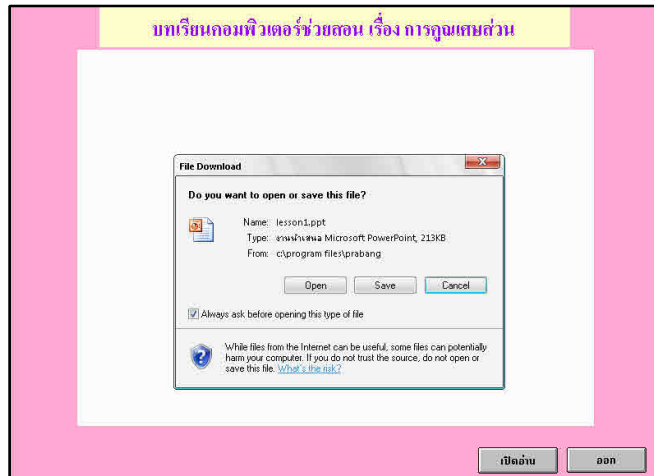 บทเรียนคอมพิวเตอร์ช่วยสอน เรื่อง การคูณเศษส่วน
File Download
X
Do you want to open or save this file?
Name: lesson1.ppt
Type: งานนำเสนอ Microsoft PowerPoint, 213KB
From: c\program files\prabang
Open Save Cancel
Always ask before opening this type of file
While files from the Internet can be useful, some files can potentially
harm your computer. If you do not trust the source, do not open or
save this file. What's the risk?
เปิดอ่าน ออก